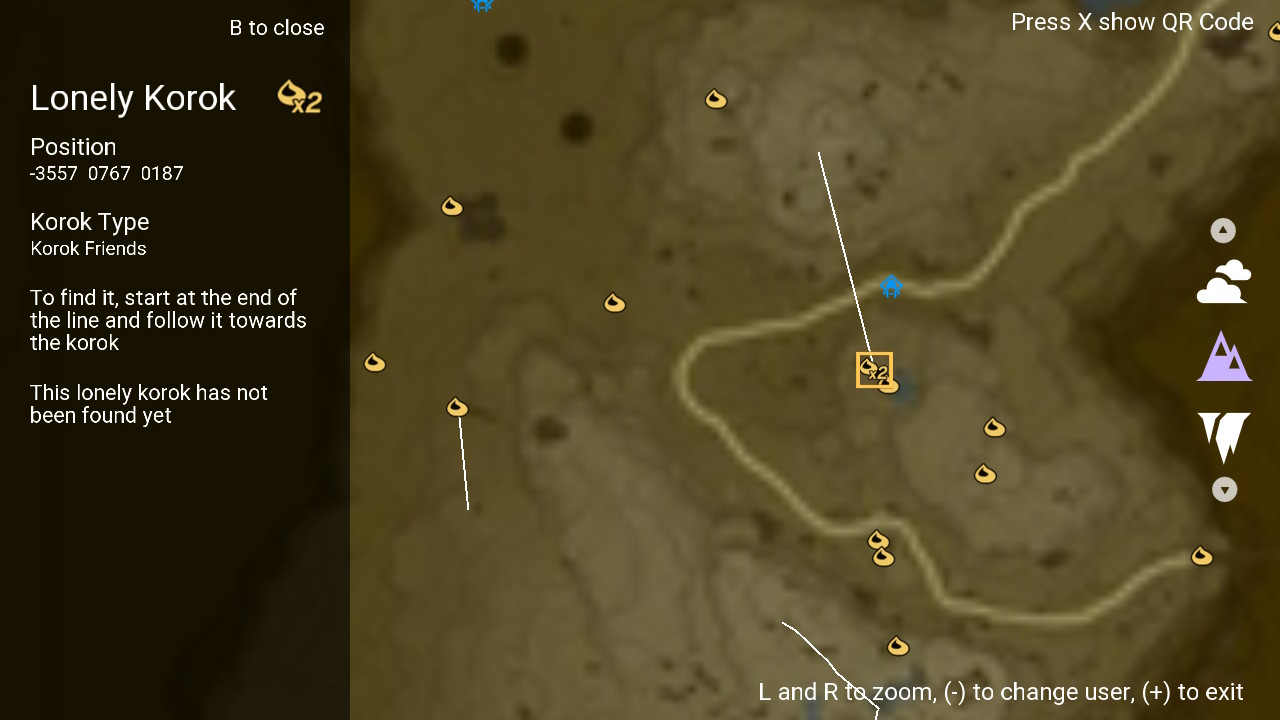 B to close
Press X show QR Code
Lonely Korok
x2
Position
-3557 0767 0187
Korok Type
Korok Friends
To find it, start at the end of
the line and follow it towards
the korok
This lonely korok has not
been found yet
x2
L and R to zoom, (-) to change user, (+) to exit